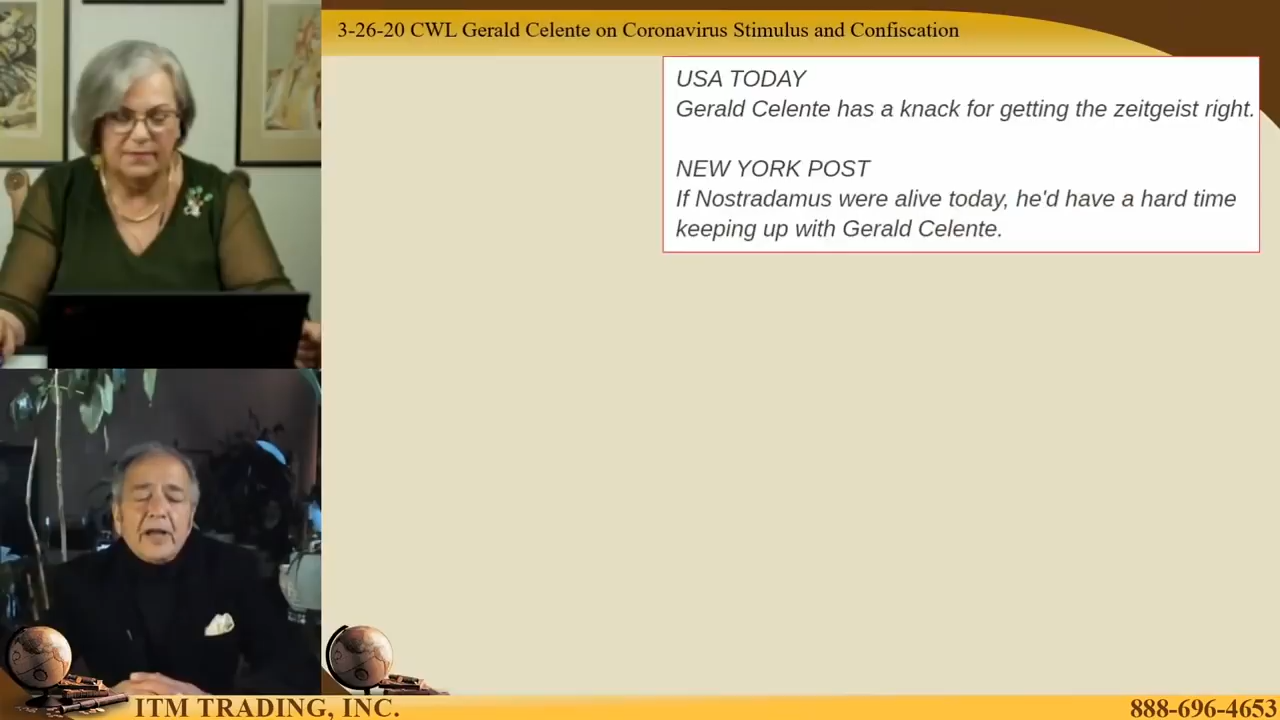 3-26-20 CWL Gerald Celente on Coronavirus Stimulus and Confiscation
USA TODAY
Gerald Celente has a knack for getting the zeitgeist right.
NEW YORK POST
If Nostradamus were alive today, he'd have a hard time
keeping up with Gerald Celente.
ITM TRADING, INC.
888-696-4653